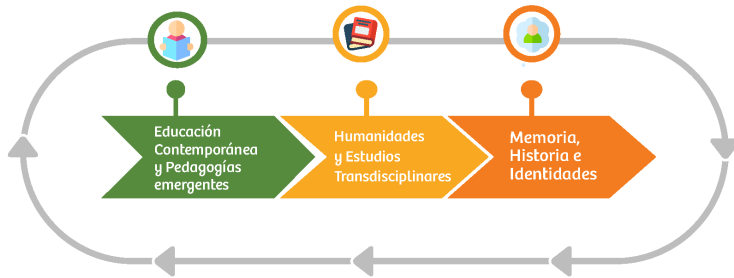 Educación
Contemporánea
y Pedagogías
emergentes
Humanidades
y Estudios
Transdisciplinares
Memoria,
Historia e
Identidades